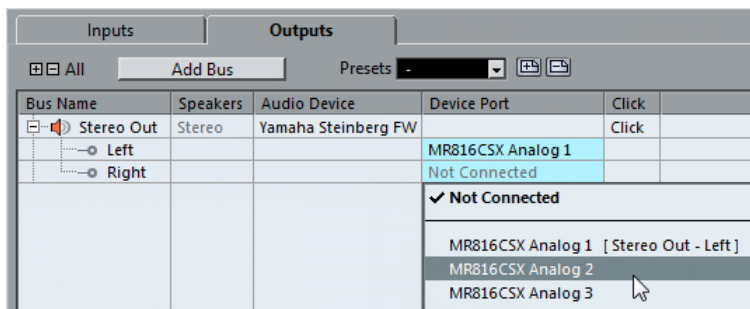 Inputs Outputs
All Add Bus Presets -
Bus Name Speakers Audio Device Device Port Click
Stereo Out Stereo Yamaha Steinberg FW Click
Left MR816CSX Analog 1
Right Not Connected
✓ Not Connected
MR816CSX Analog 1 [ Stereo Out - Left ]
MR816CSX Analog 2
MR816CSX Analog 3